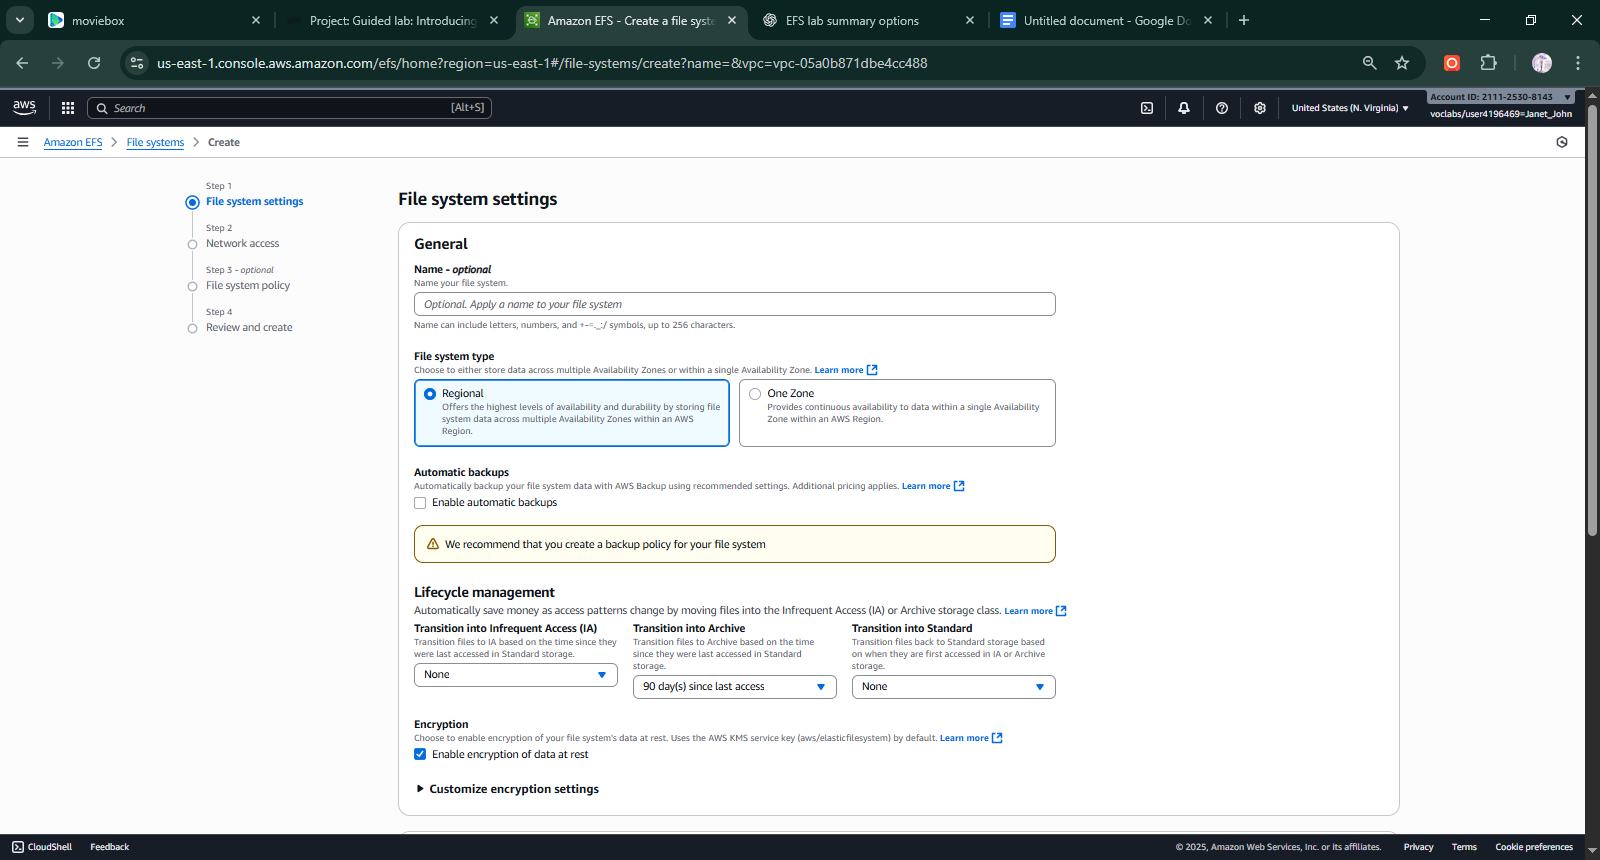 moviebox
Project: Guided lab: Introducing
Amazon EFS - Create a file syste
EFS lab summary options
Untitled document - Google Do
us-east-1.console.aws.amazon.com/efs/home?region=us-east-1#/file-systems/create?name=&vpc=vpc-05a0b871dbe4cc488
aws
Search
[Alt+S]
United States (N. Virginia)
Account ID: 2111-2530-8143
voclabs/user4196469=Janet_John
Amazon EFS
File systems
Create
Step 1
File system settings
Step 2
Network access
Step 3 - optional
File system policy
Step 4
Review and create
File system settings
General
Name - optional
Name your file system.
Optional. Apply a name to your file system
Name can include letters, numbers, and +-=._:/ symbols, up to 256 characters.
File system type
Choose to either store data across multiple Availability Zones or within a single Availability Zone. Learn more
Regional
Offers the highest levels of availability and durability by storing file
system data across multiple Availability Zones within an AWS
Region.
One Zone
Provides continuous availability to data within a single Availability
Zone within an AWS Region.
Automatic backups
Automatically backup your file system data with AWS Backup using recommended settings. Additional pricing applies. Learn more
Enable automatic backups
We recommend that you create a backup policy for your file system
Lifecycle management
Automatically save money as access patterns change by moving files into the Infrequent Access (IA) or Archive storage class. Learn more
Transition into Infrequent Access (IA)
Transition files to IA based on the time since they
were last accessed in Standard storage.
None
Transition into Archive
Transition files to Archive based on the time
since they were last accessed in Standard
storage.
90 day(s) since last access
Transition into Standard
Transition files back to Standard storage based
on when they are first accessed in IA or Archive
storage.
None
Encryption
Choose to enable encryption of your file system's data at rest. Uses the AWS KMS service key (aws/elasticfilesystem) by default. Learn more
Enable encryption of data at rest
Customize encryption settings
CloudShell
Feedback
© 2025, Amazon Web Services, Inc. or its affiliates.
Privacy
Terms
Cookie preferences